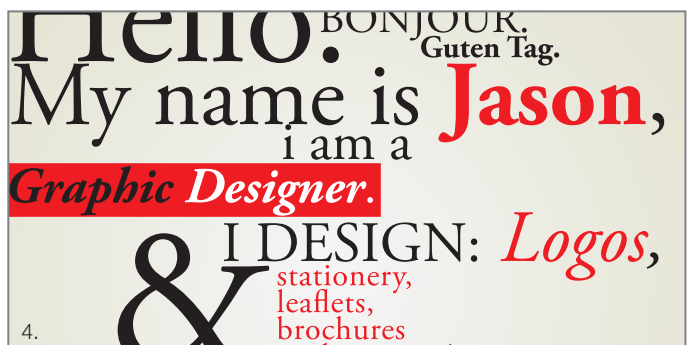 Hello. BONJOUR.
Guten Tag.
My name is Jason,
i am a
Graphic Designer.
I DESIGN: Logos,
&
stationery,
leaflets,
brochures
4.